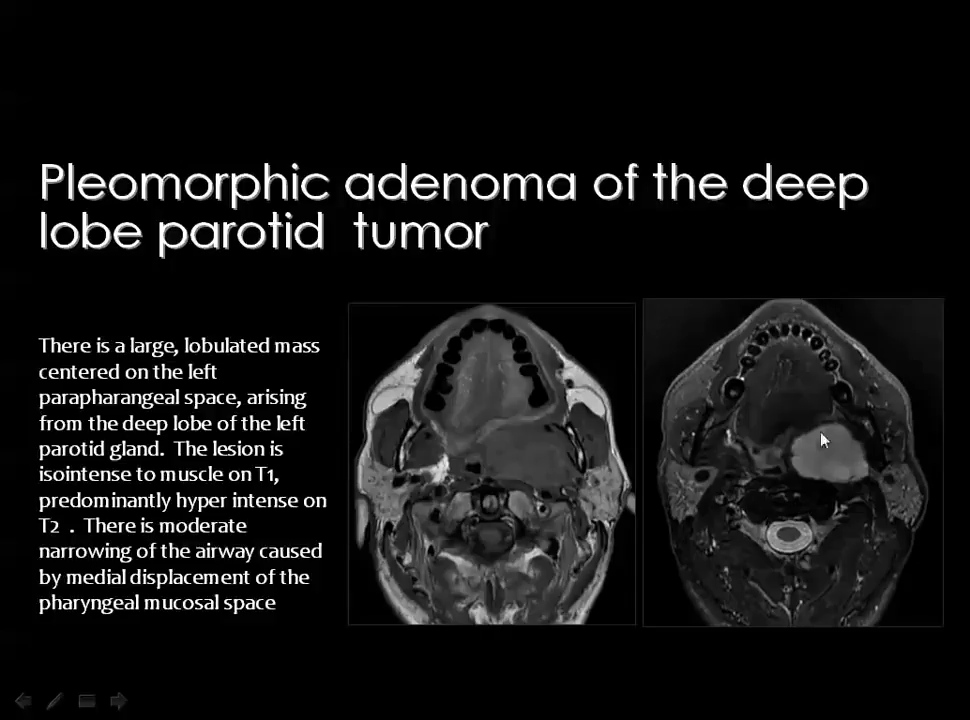 Pleomorphic adenoma of the deep
lobe parotid tumor
There is a large, lobulated mass
centered on the left
parapharangeal space, arising
from the deep lobe of the left
parotid gland. The lesion is
isointense to muscle on T1,
predominantly hyper intense on
T2 . There is moderate
narrowing of the airway caused
by medial displacement of the
pharyngeal mucosal space